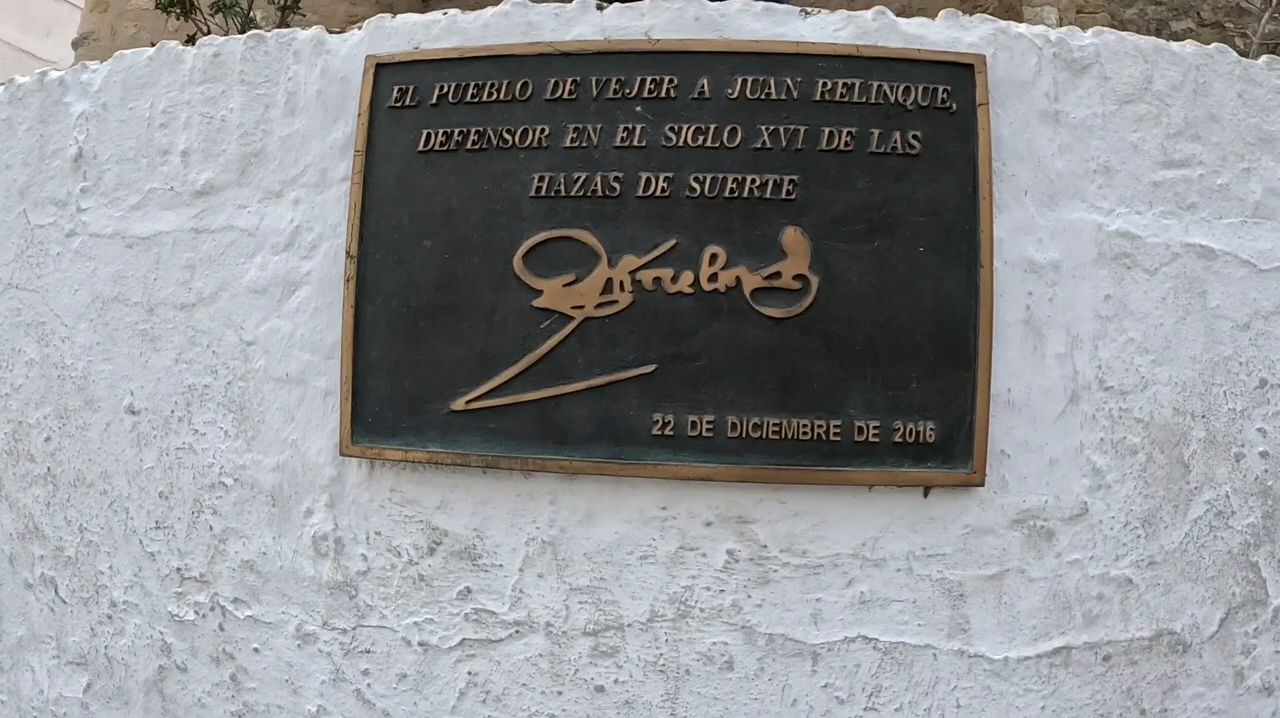 EL PUEBLO DE VEJER A JUAN RELINQUE,
DEFENSOR EN EL SIGLO XVI DE LAS
HAZAS DE SUERTE
22 DE DICIEMBRE DE 2016